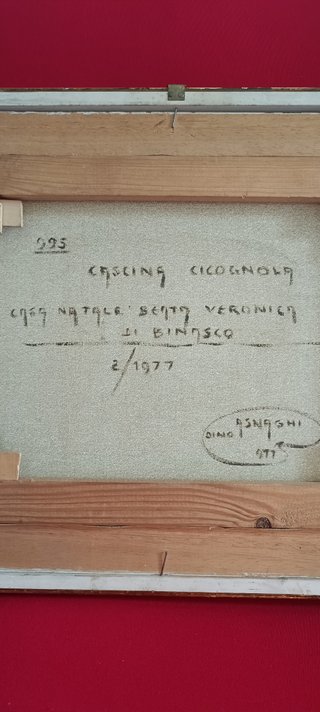 995
CASCINA CICOGNOLA
CASA NATALE BEATA VERONICA
DI BINASCO
2/1977
DINO ASNAGHI
977